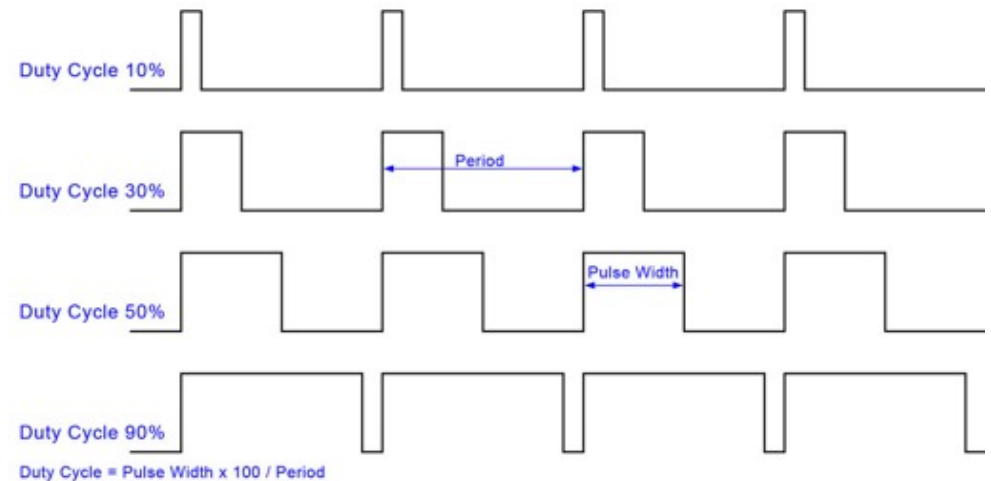 Duty Cycle 10%
Period
Duty Cycle 30%
Pulse Width
Duty Cycle 50%
Duty Cycle 90%
Duty Cycle = Pulse Width x 100 / Period